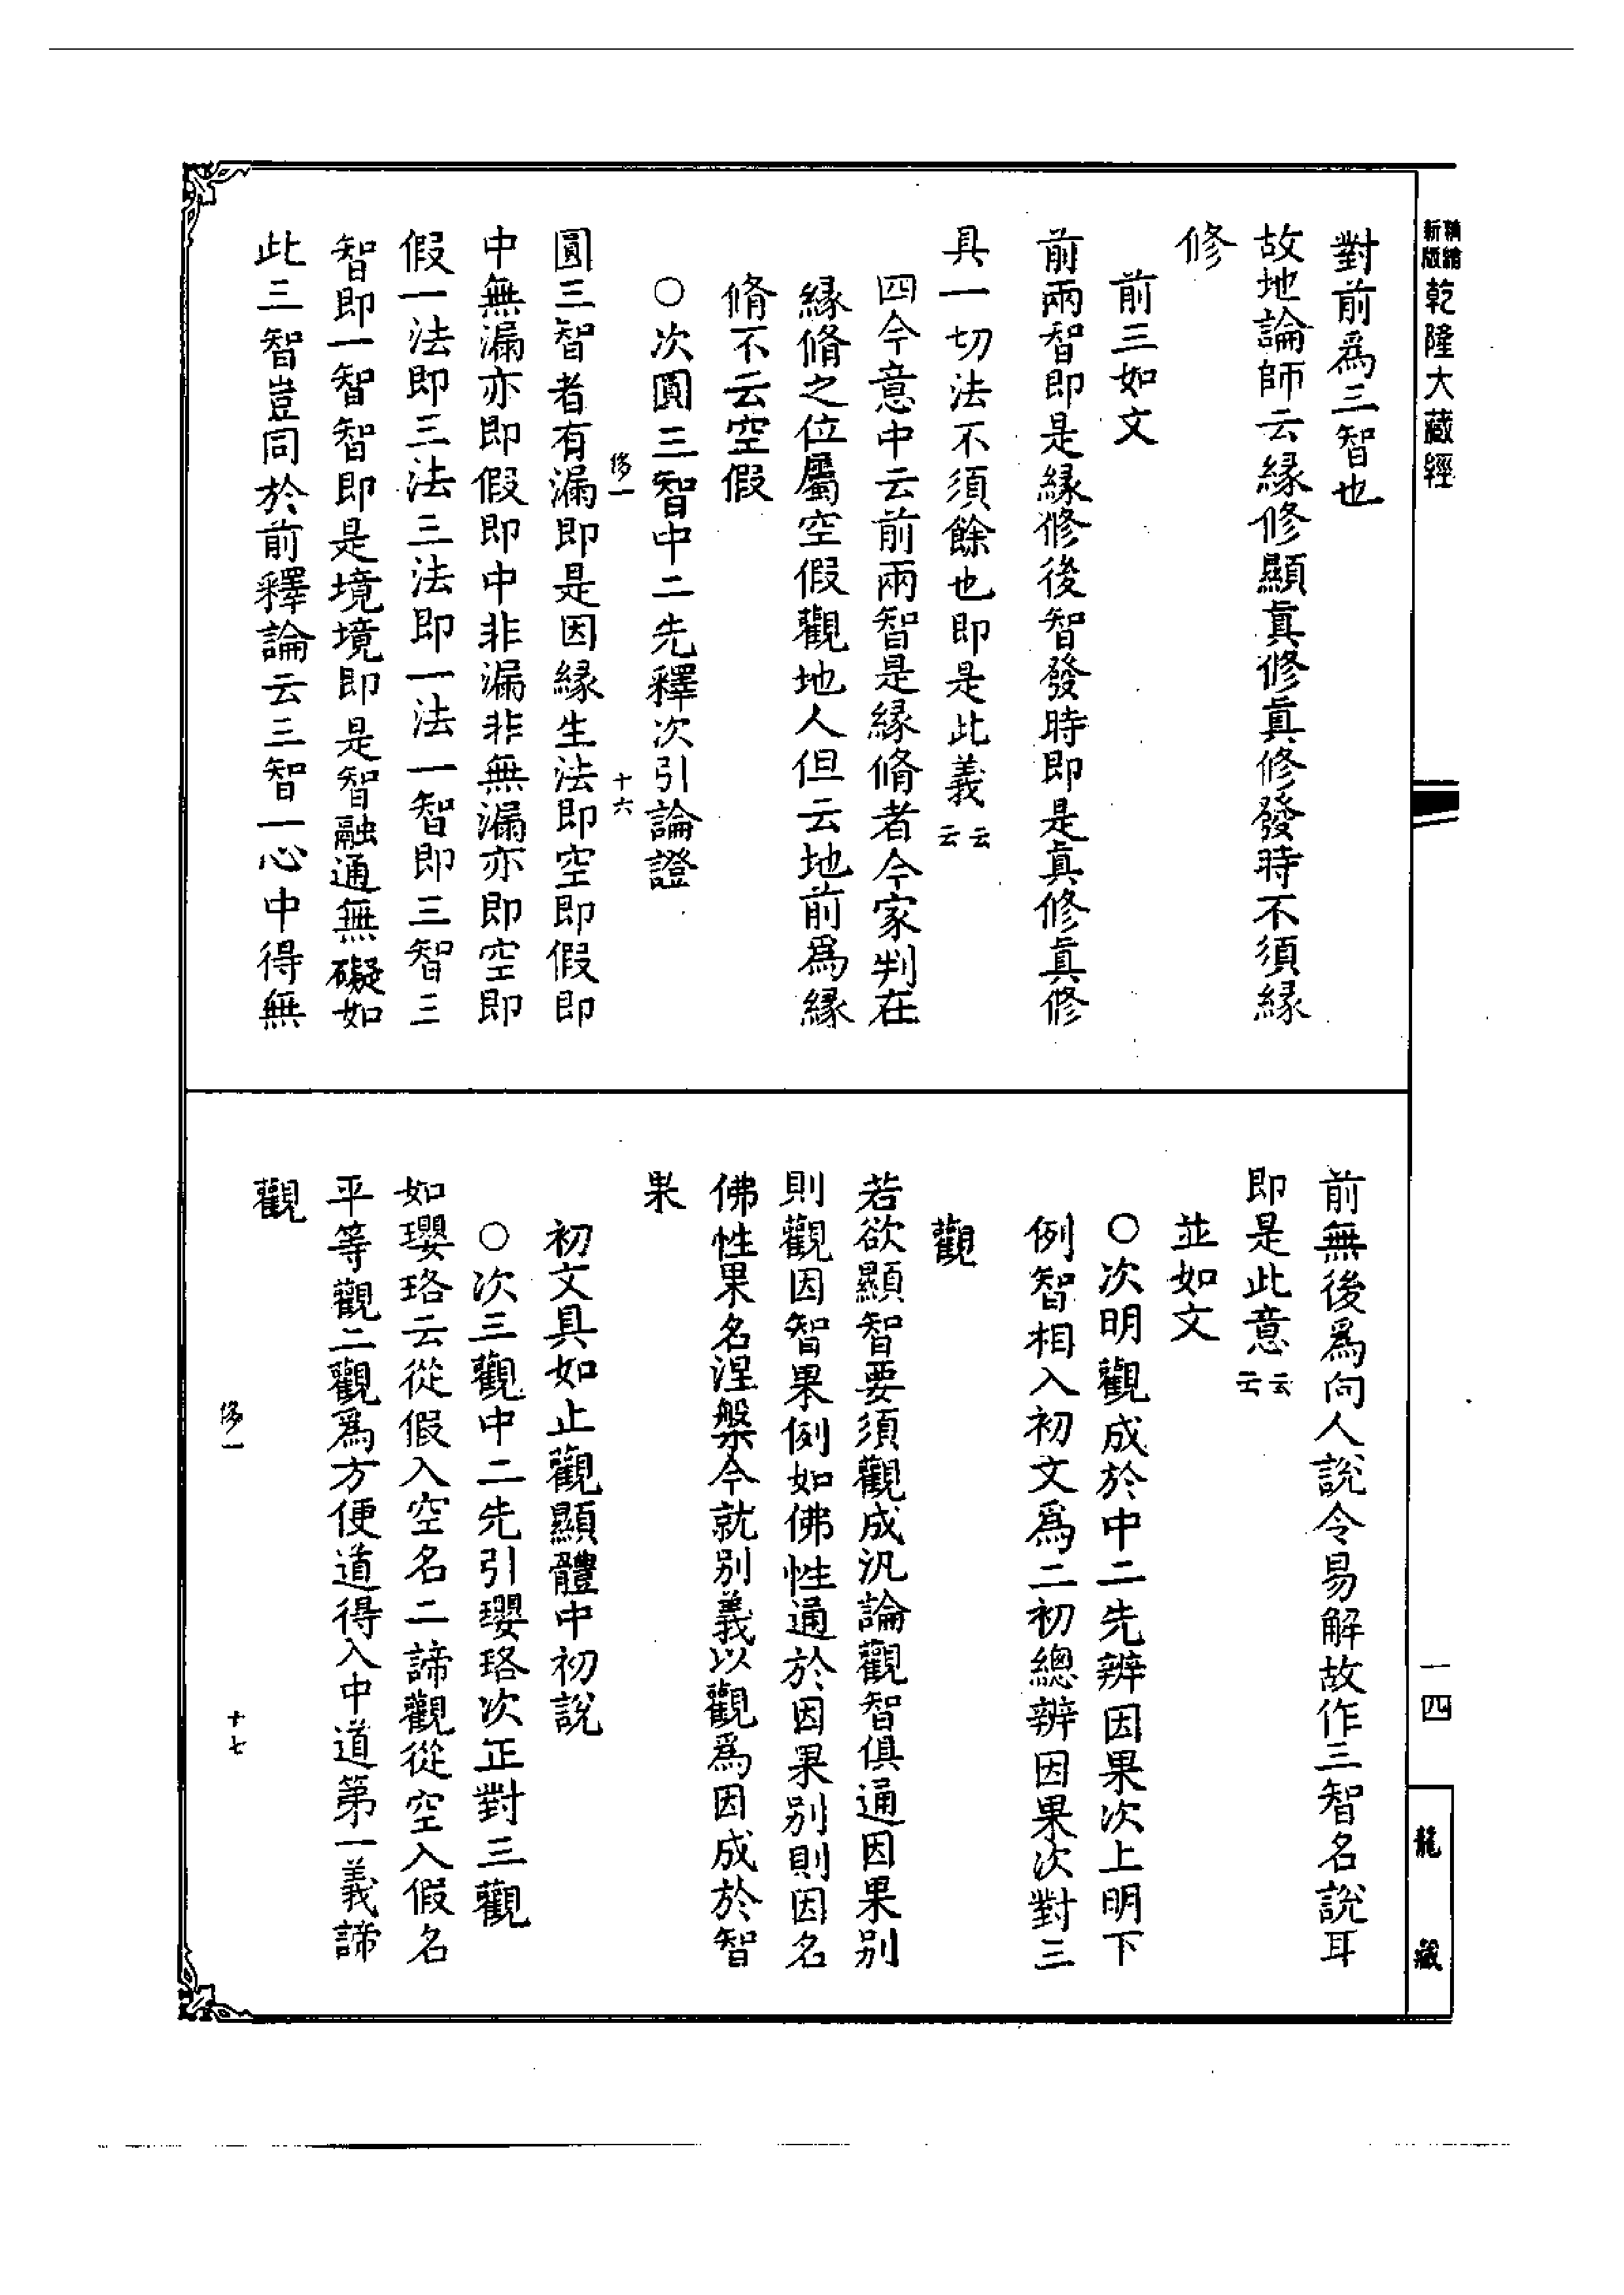 新版精縮乾隆大藏經
對前爲三智也
故地論師云緣修顯真修真修發時不須緣
修
前三如文
前兩智即是緣修後智發時即是真修真修
具一切法不須餘也即是此義云云
四今意中云前兩智是緣脩者今家判在
緣脩之位屬空假觀地人但云地前爲緣
脩不云空假
○次圓三智中二先釋次引論證
修一 十六
圓三智者有漏即是因緣生法即空即假即
中無漏亦即假即中非漏非無漏亦即空即
假一法即三法三法即一法一智即三智三
智即一智智即是境境即是智融通無礙如
此三智豈同於前釋論云三智一心中得無
前無後爲向人說令易解故作三智名說耳
即是此意云云
並如文
○次明觀成於中二先辨因果次上明下
例智相入初文爲二初總辨因果次對三
觀
若欲顯智要須觀成汎論觀智俱通因果別
則觀因智果例如佛性通於因果別則因名
佛性果名涅槃今就別義以觀爲因成於智
果
初文具如止觀顯體中初說
○次三觀中二先引瓔珞次正對三觀
如瓔珞云從假入空名二諦觀從空入假名
平等觀二觀爲方便道得入中道第一義諦
觀
修一 十七
一四
龍藏